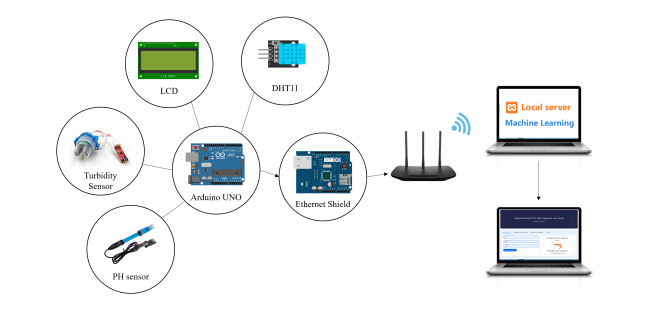 LCD
DHT11
Turbidity
Sensor
Arduino UNO
Ethernet Shield
PH sensor
Local server
Machine Learning